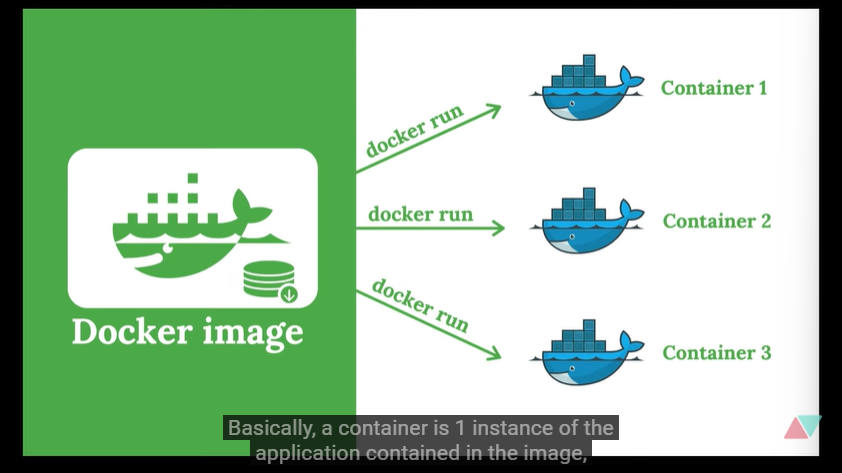 Docker image
docker run
Container 1
docker run
Container 2
docker run
Container 3
Basically, a container is 1 instance of the
application contained in the image,